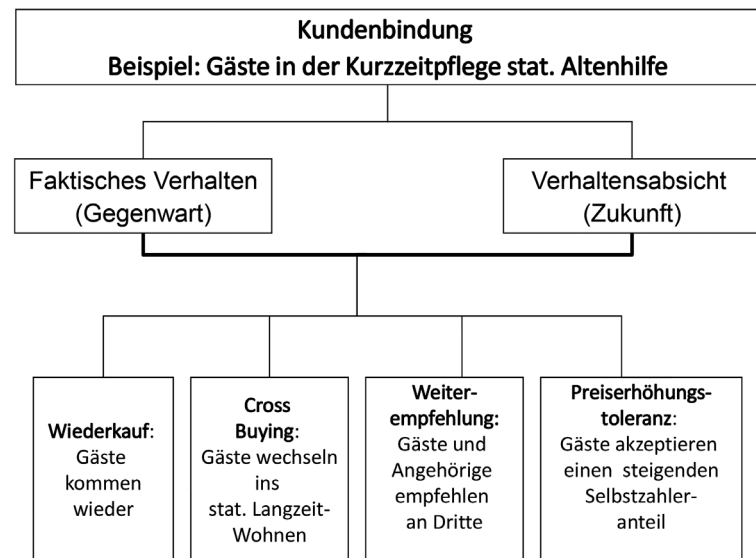 Kundenbindung
Beispiel: Gäste in der Kurzzeitpflege stat. Altenhilfe
Faktisches Verhalten
(Gegenwart)
Verhaltensabsicht
(Zukunft)
Wiederkauf:
Gäste
kommen
wieder
Cross
Buying:
Gäste wechseln
ins
stat. Langzeit-
Wohnen
Weiter-
empfehlung:
Gäste und
Angehörige
empfehlen
an Dritte
Preiserhöhungs-
toleranz:
Gäste akzeptieren
einen steigenden
Selbstzahler-
anteil